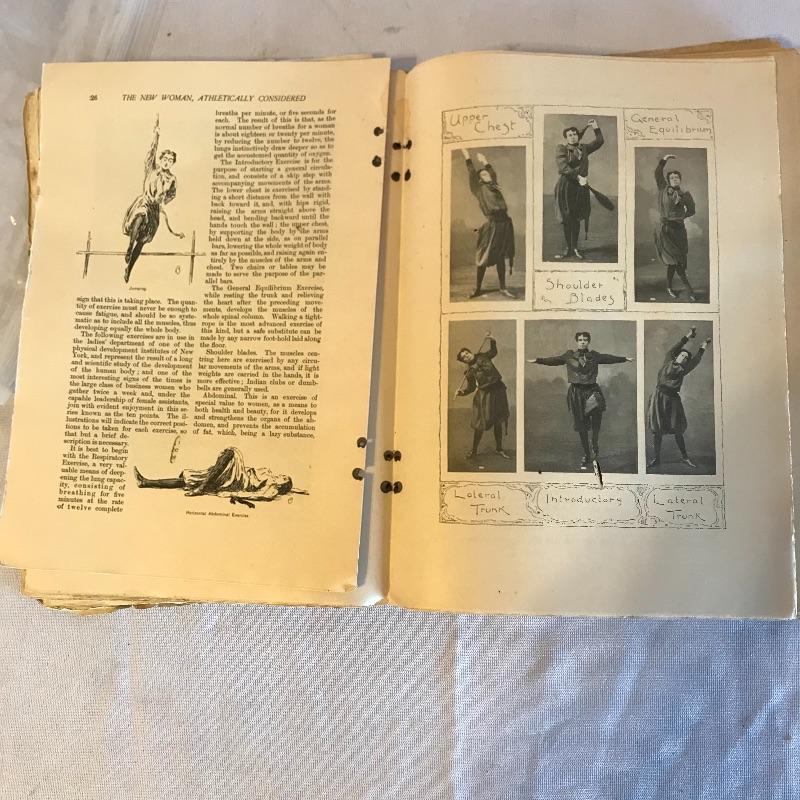 26 THE NEW WOMAN, ATHLETICALLY CONSIDERED
Jumping.
sign that this is taking place. The quan-
tity of exercise must never be enough to
cause fatigue, and should be so syste-
matic as to include all the muscles, thus
developing equally the whole body.
The following exercises are in use in
the ladies' department of one of the
physical development institutes of New
York, and represent the result of a long
and scientific study of the development
of the human body; and one of the
most interesting signs of the times is
the large class of business women who
gather twice a week and, under the
capable leadership of female assistants,
join with evident enjoyment in this se-
ries known as the ten points. The il-
lustrations will indicate the correct posi-
tions to be taken for each exercise, so
that but a brief de-
scription is necessary.
It is best to begin
with the Respiratory
Exercise, a very val-
uable means of deep-
ening the lung capac-
ity, consisting of
breathing for five
minutes at the rate
of twelve complete
breaths per minute, or five seconds for
each. The result of this is that, as the
normal number of breaths for a woman
is about eighteen or twenty per minute,
by reducing the number to twelve, the
lungs instinctively draw deeper so as to
get the accustomed quantity of oxygen.
The Introductory Exercise is for the
purpose of starting a general circula-
tion, and consists of a skip step with
accompanying movements of the arms.
The lower chest is exercised by stand-
ing a short distance from the wall with
back toward it, and, with hips rigid,
raising the arms straight above the
head, and bending backward until the
hands touch the wall; the upper chest,
by supporting the body by the arms
held down at the side, as on parallel
bars, lowering the whole weight of body
as far as possible, and raising again en-
tirely by the muscles of the arms and
chest. Two chairs or tables may be
made to serve the purpose of the par-
allel bars.
The General Equilibrium Exercise,
while resting the trunk and relieving
the heart after the preceding move-
ments, develops the muscles of the
whole spinal column. Walking a tight-
rope is the most advanced exercise of
this kind, but a safe substitute can be
made by any narrow foot-hold laid along
the floor.
Shoulder blades. The muscles cen-
tring here are exercised by any circu-
lar movements of the arms, and if light
weights are carried in the hands, it is
more effective; Indian clubs or dumb-
bells are generally used.
Abdominal. This is an exercise of
special value to women, as a means to
both health and beauty, for it develops
and strengthens the organs of the ab-
domen, and prevents the accumulation
of fat, which, being a lazy substance,
Horizontal Abdominal Exercise.
Upper
Chest
General
Equilibrium
Shoulder
Blades
Lateral
Trunk
Introductory
Lateral
Trunk